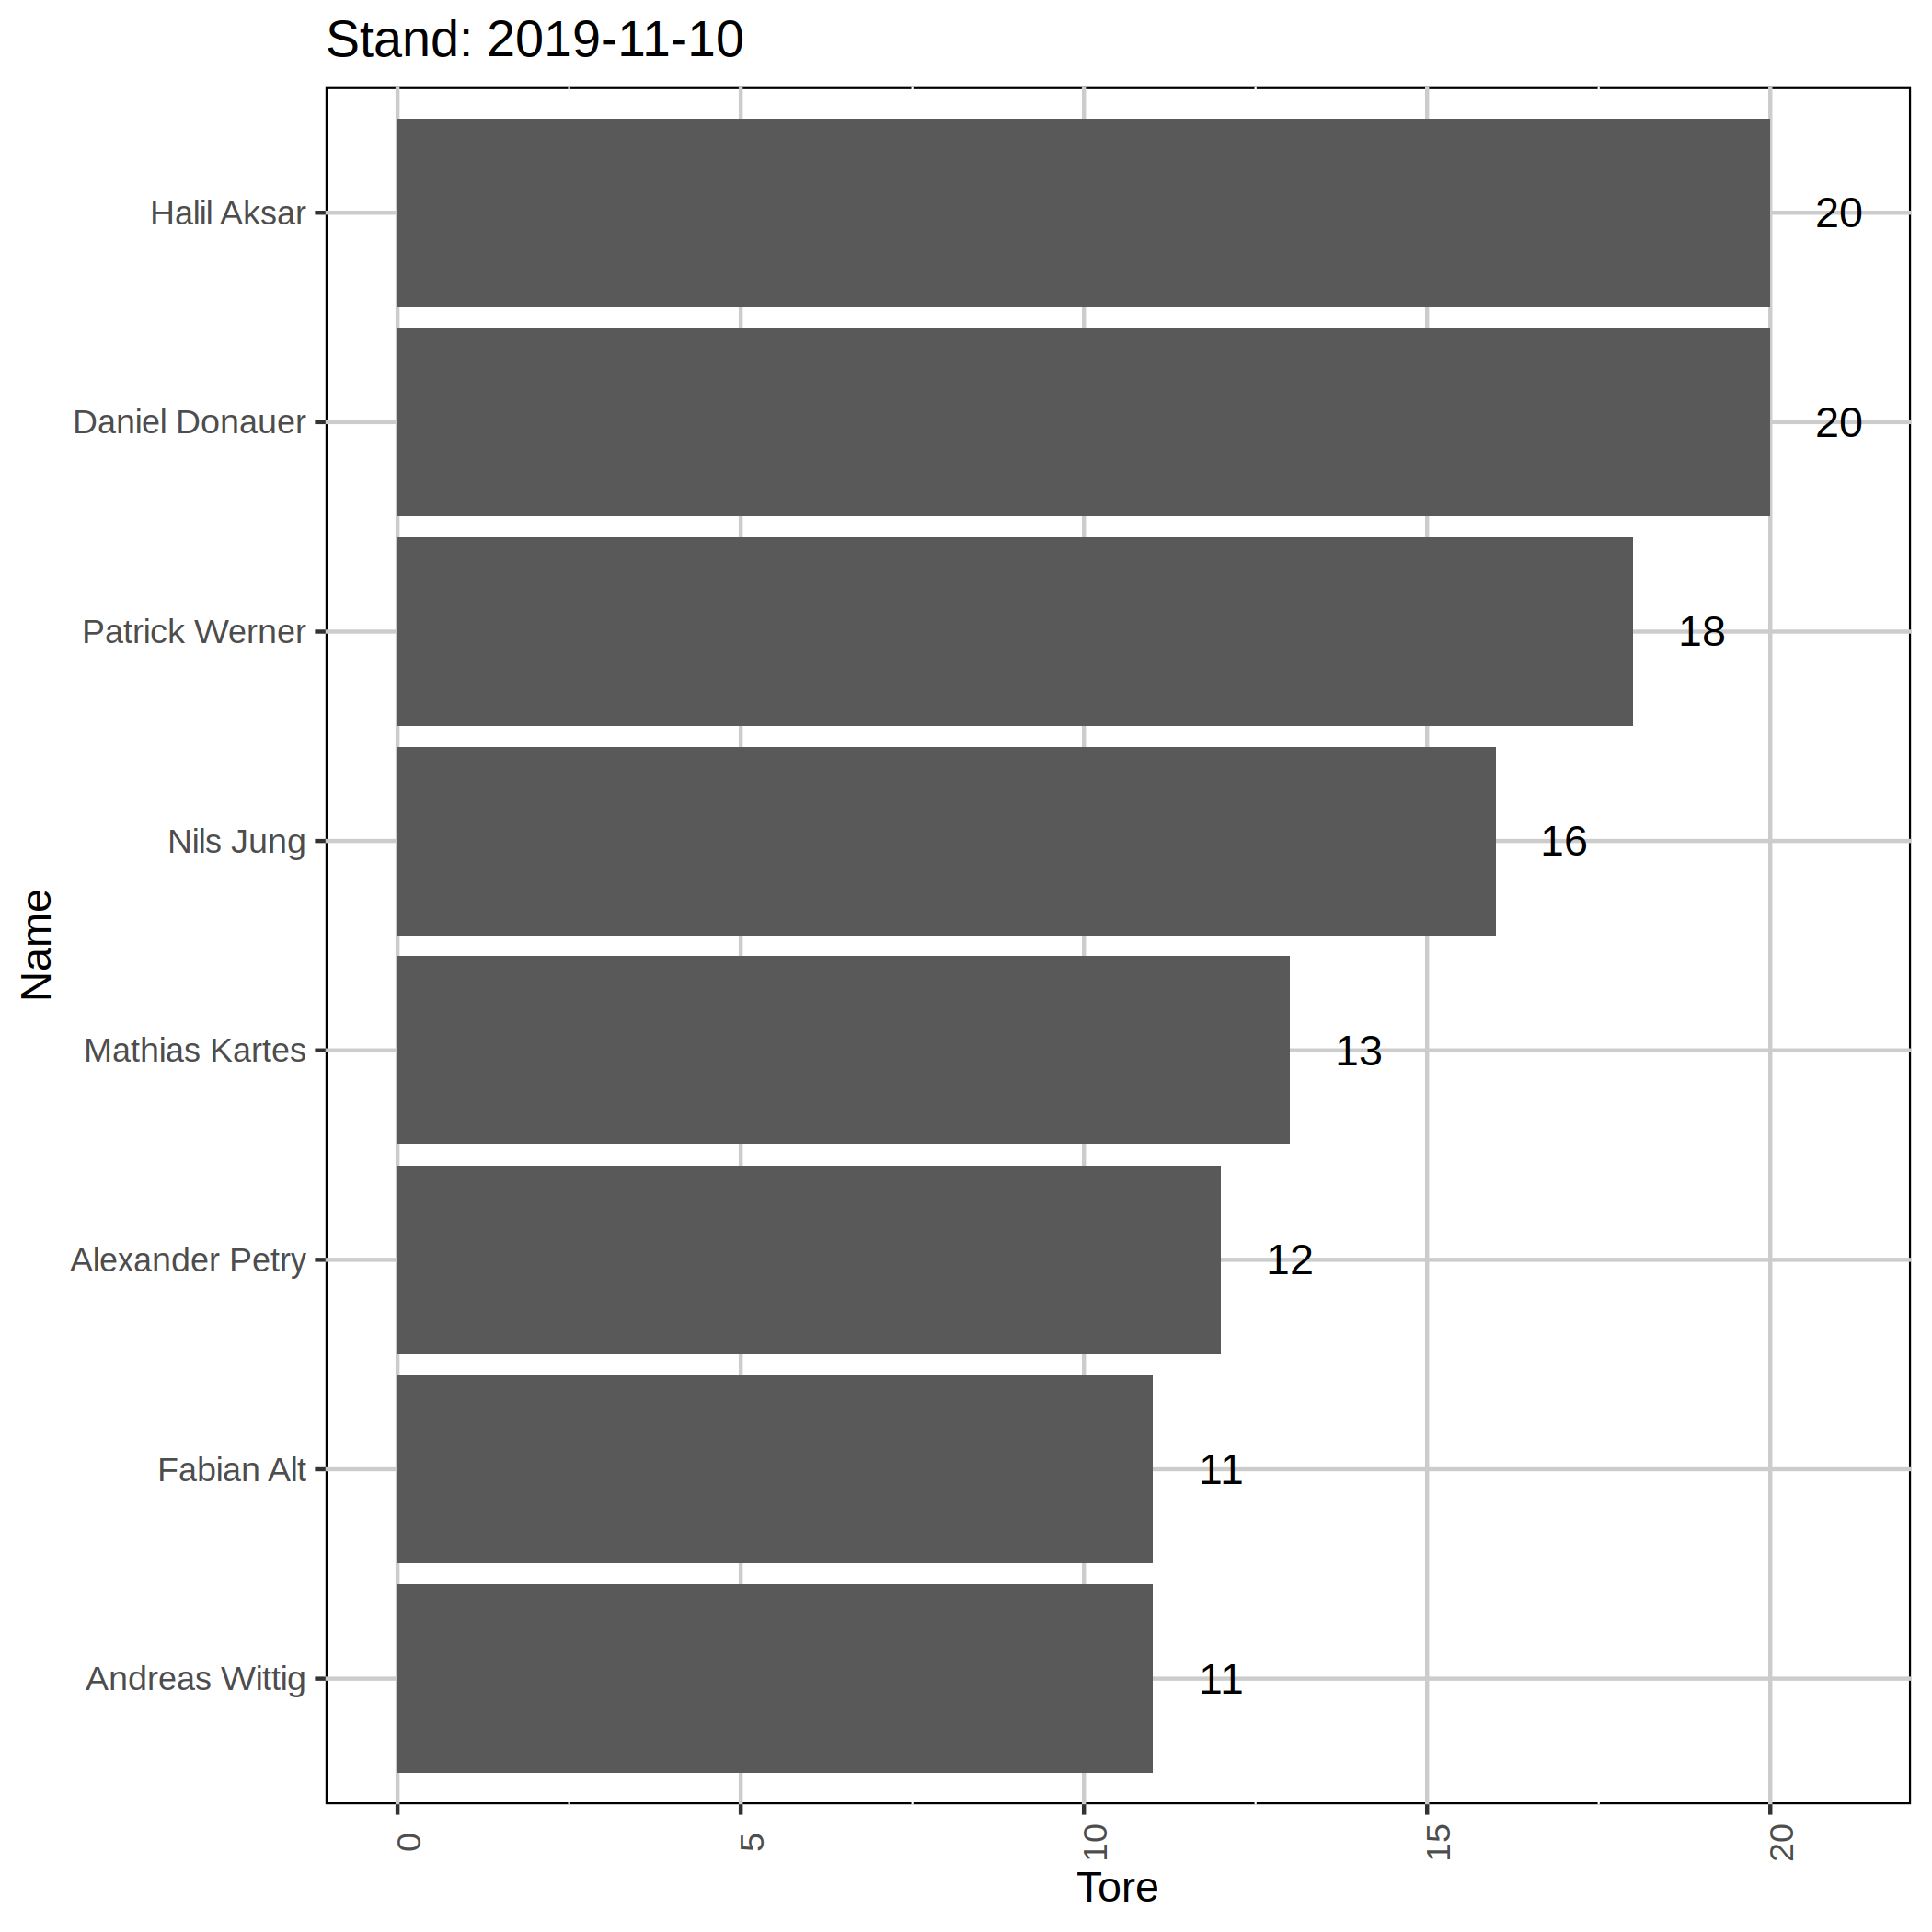 Stand: 2019-11-10
Name
Halil Aksar
20
Daniel Donauer
20
Patrick Werner
18
Nils Jung
16
Mathias Kartes
13
Alexander Petry
12
Fabian Alt
11
Andreas Wittig
11
0
5
10
15
20
Tore